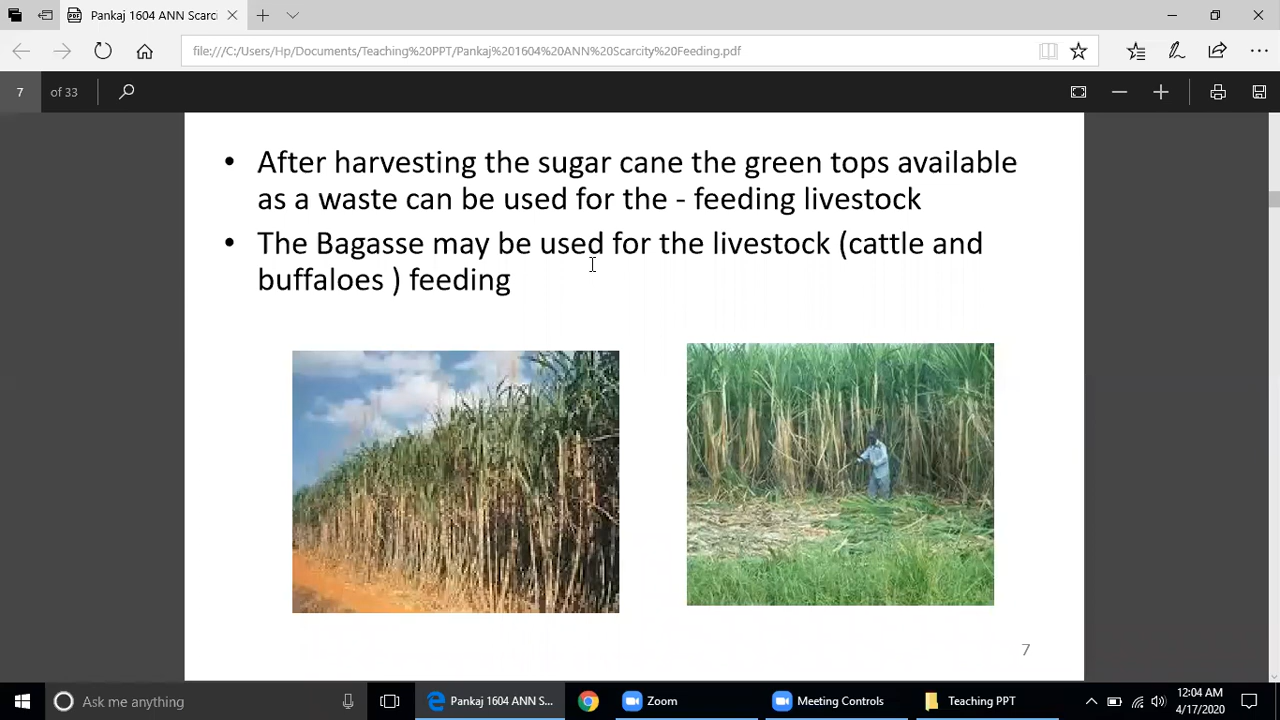 Pankaj 1604 ANN Scarci
file:///C:/Users/Hp/Documents/Teaching%20PPT/Pankaj%201604%20ANN%20Scarcity%20Feeding.pdf
7 of 33
• After harvesting the sugar cane the green tops available
as a waste can be used for the - feeding livestock
• The Bagasse may be used for the livestock (cattle and
buffaloes ) feeding
7
Ask me anything
Pankaj 1604 ANN S...
Zoom
Meeting Controls
Teaching PPT
12:04 AM
4/17/2020